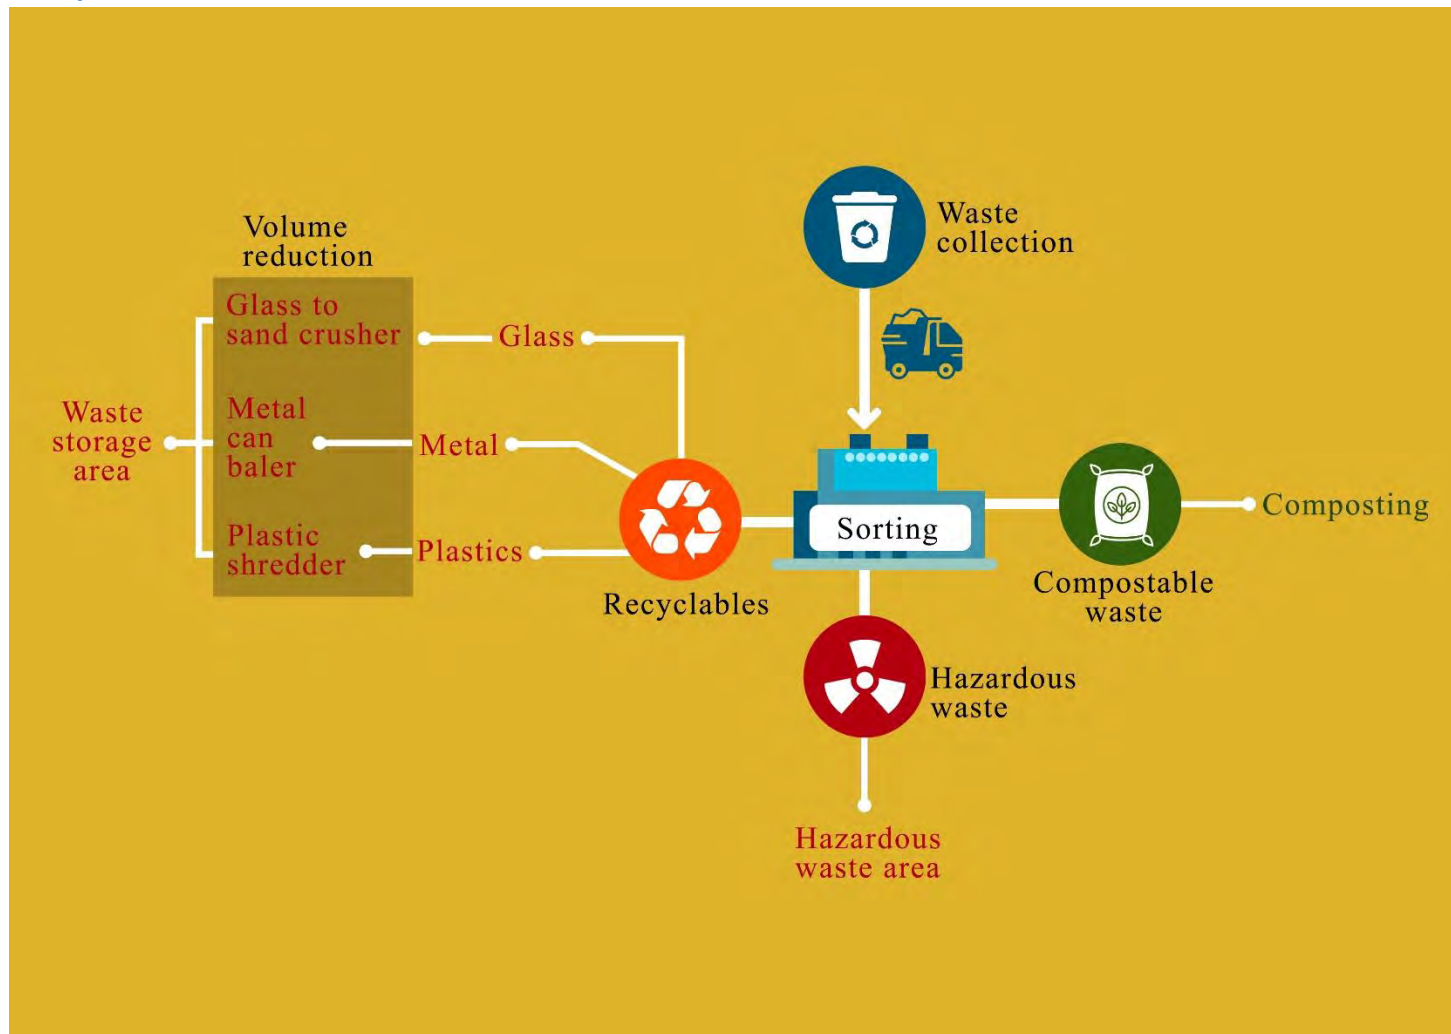 Waste
collection
Volume
reduction
Glass to
sand crusher
Glass
Waste
storage
area
Metal
can
baler
Metal
Plastic
shredder
Plastics
Recyclables
Sorting
Composting
Compostable
waste
Hazardous
waste
Hazardous
waste area